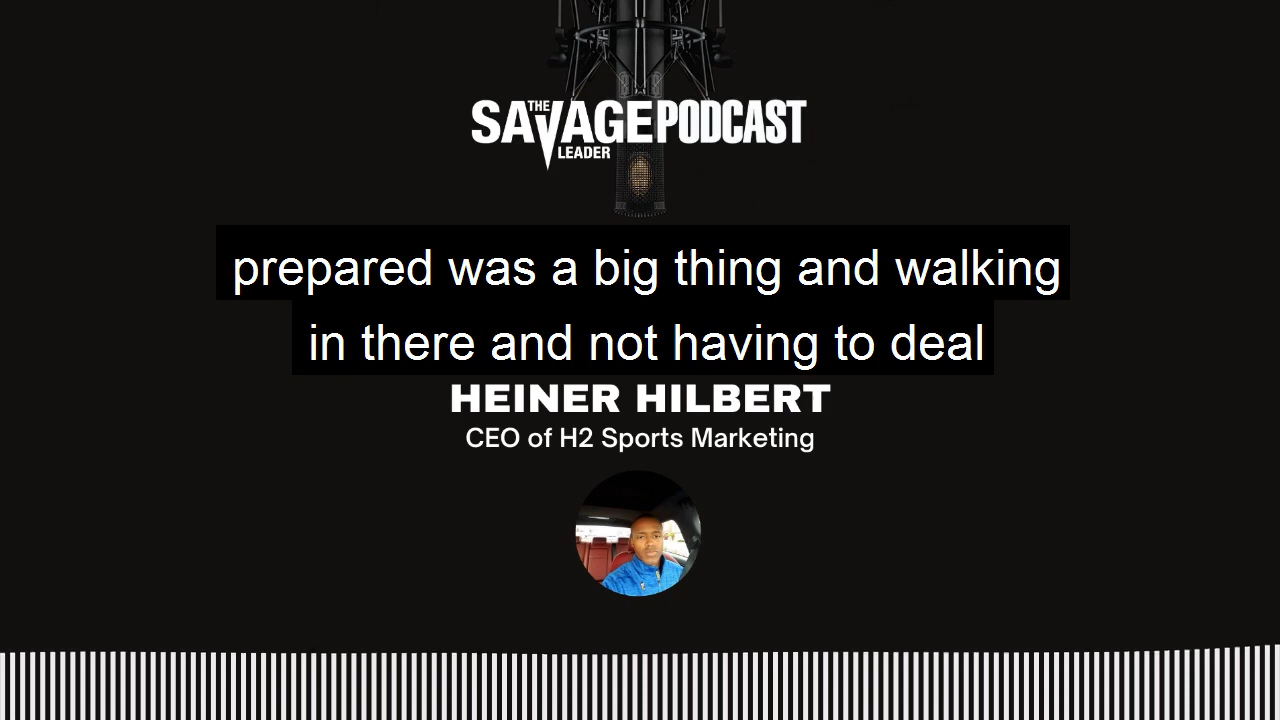 THE SAVAGE LEADER PODCAST
prepared was a big thing and walking
in there and not having to deal
HEINER HILBERT
CEO of H2 Sports Marketing